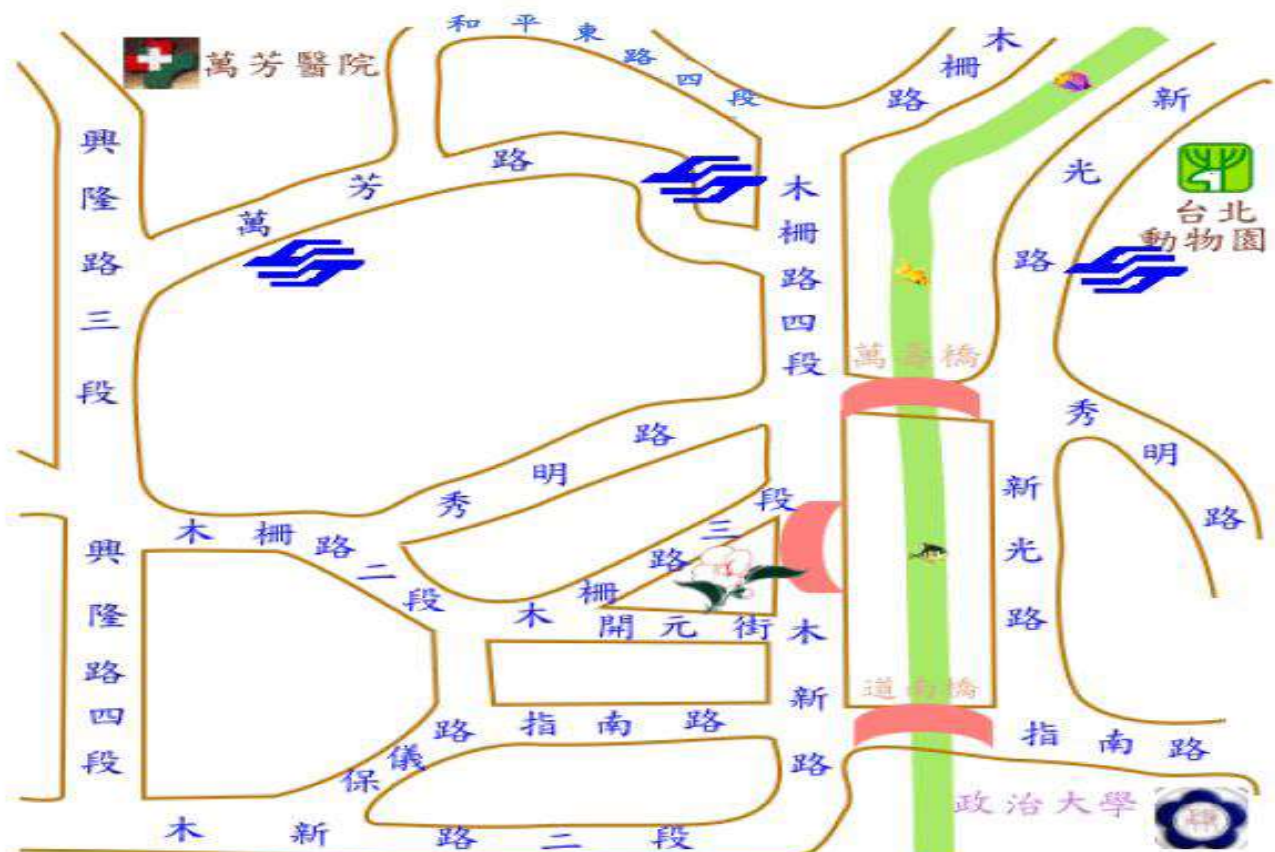 和平東路四段
木柵路
萬芳醫院
新光路
興隆路三段
萬芳路
木柵路四段
台北
動物園
萬壽橋
秀明路
秀明路
木柵路三段
新光路
木柵路二段
興隆路四段
開元街
木新路
道南橋
指南路
指南路
保儀路
政治大學
木新路二段